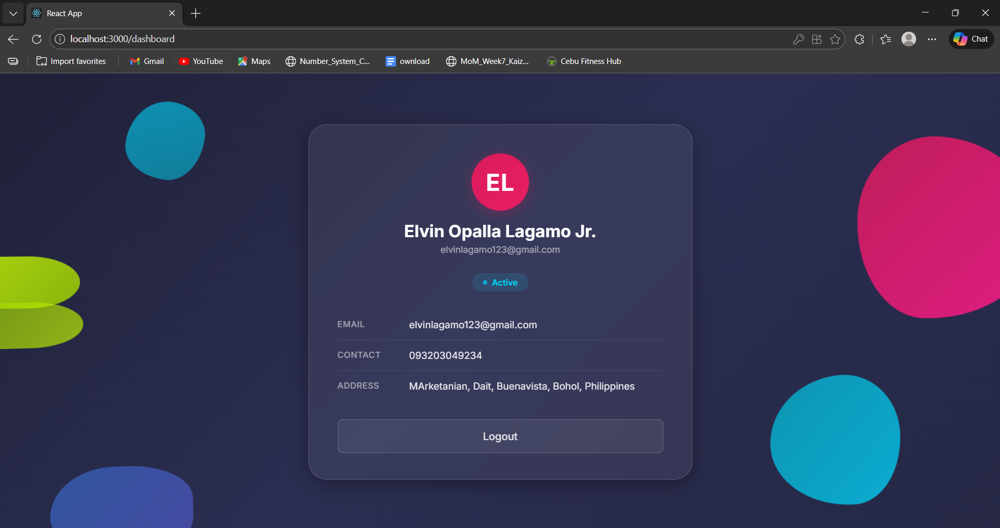 React App
localhost:3000/dashboard
Chat
Import favorites
Gmail
YouTube
Maps
Number_System_C...
ownload
MoM_Week7_Kaiz...
Cebu Fitness Hub
EL
Elvin Opalla Lagamo Jr.
elvinlagamo123@gmail.com
Active
EMAIL elvinlagamo123@gmail.com
CONTACT 093203049234
ADDRESS MArketanian, Dait, Buenavista, Bohol, Philippines
Logout